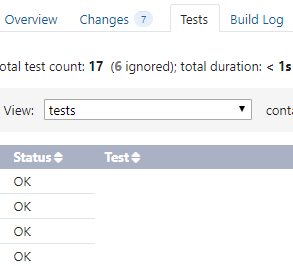 Overview Changes 7 Tests Build Log
otal test count: 17 (6 ignored); total duration: < 1s
View: tests conta
Status Test
OK
OK
OK
OK